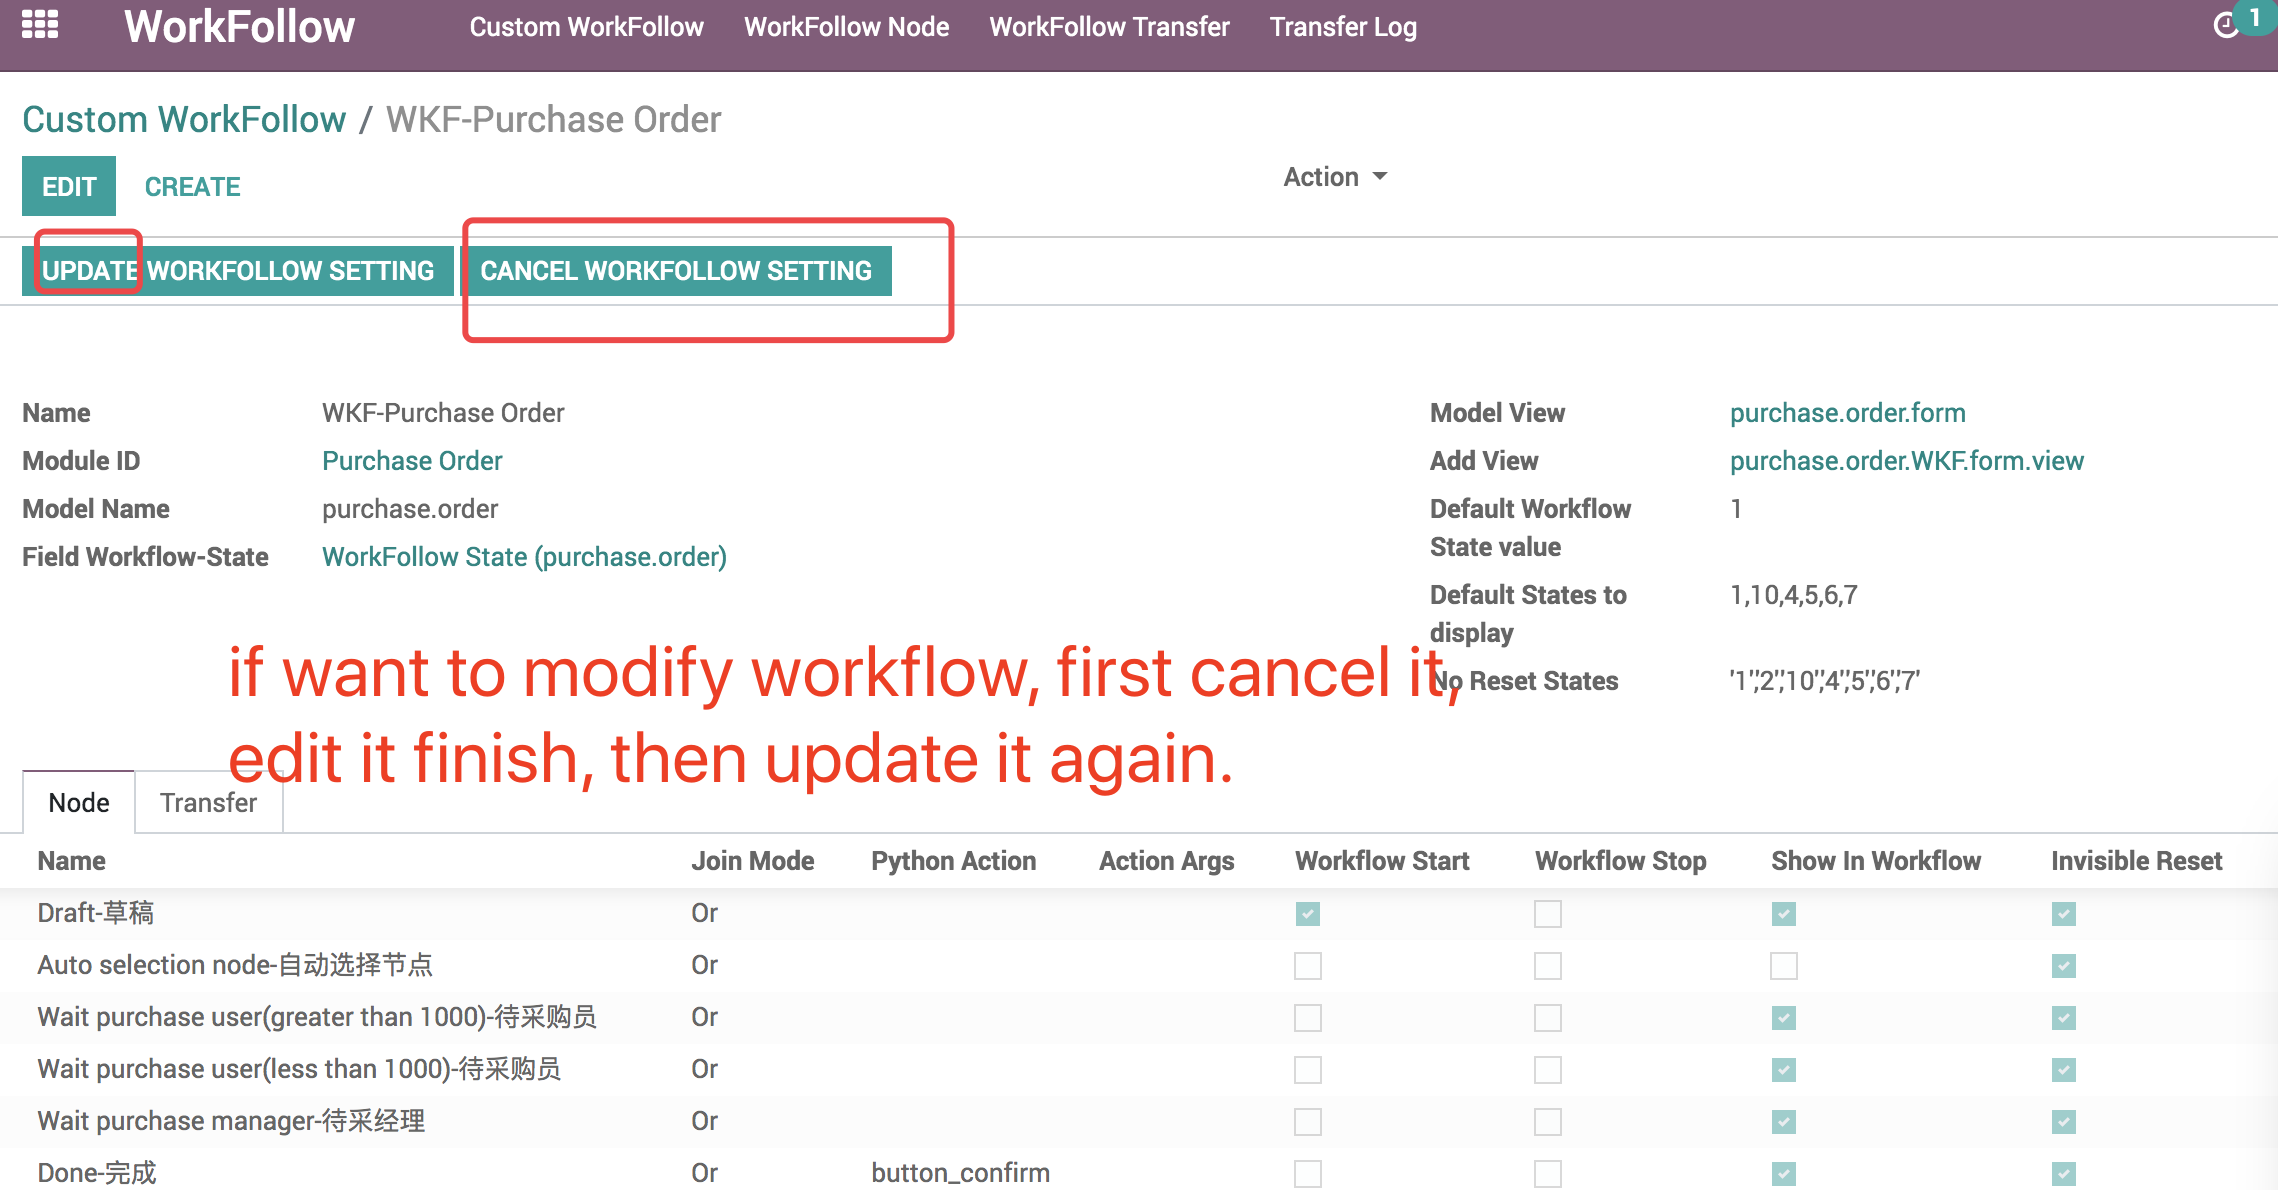 WorkFollow Custom WorkFollow WorkFollow Node WorkFollow Transfer Transfer Log 1
Custom WorkFollow / WKF-Purchase Order
EDIT CREATE Action
UPDATE WORKFOLLOW SETTING CANCEL WORKFOLLOW SETTING
Name WKF-Purchase Order Model View purchase.order.form
Module ID Purchase Order Add View purchase.order.WKF.form.view
Model Name purchase.order Default Workflow State value 1
Field Workflow-State WorkFollow State (purchase.order)
Default States to display 1,10,4,5,6,7
No Reset States '1','2','10','4','5','6','7'
if want to modify workflow, first cancel it,
edit it finish, then update it again.
Node Transfer
Name Join Mode Python Action Action Args Workflow Start Workflow Stop Show In Workflow Invisible Reset
Draft-草稿 Or
Auto selection node-自动选择节点 Or
Wait purchase user(greater than 1000)-待采购员 Or
Wait purchase user(less than 1000)-待采购员 Or
Wait purchase manager-待采经理 Or
Done-完成 Or button_confirm